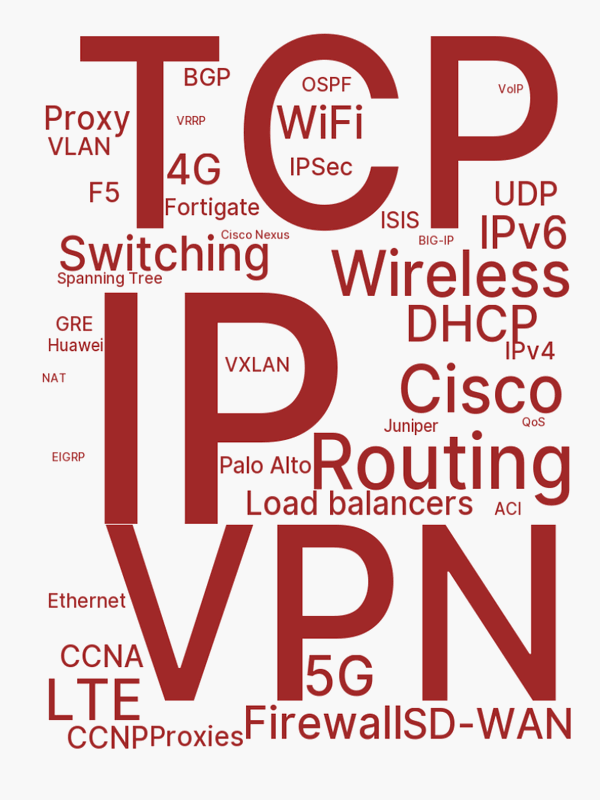 TCP
BGP
OSPF
VoIP
Proxy
VRRP
WiFi
VLAN
4G
IPSec
F5
Fortigate
UDP
ISIS
IPv6
Cisco Nexus
BIG-IP
Switching
Wireless
Spanning Tree
IP
GRE
DHCP
Huawei
IPv4
VXLAN
NAT
Cisco
Juniper
QoS
EIGRP
Palo Alto
Routing
Load balancers
ACI
VPN
Ethernet
CCNA
5G
LTE
Firewall
SD-WAN
CCNP
Proxies